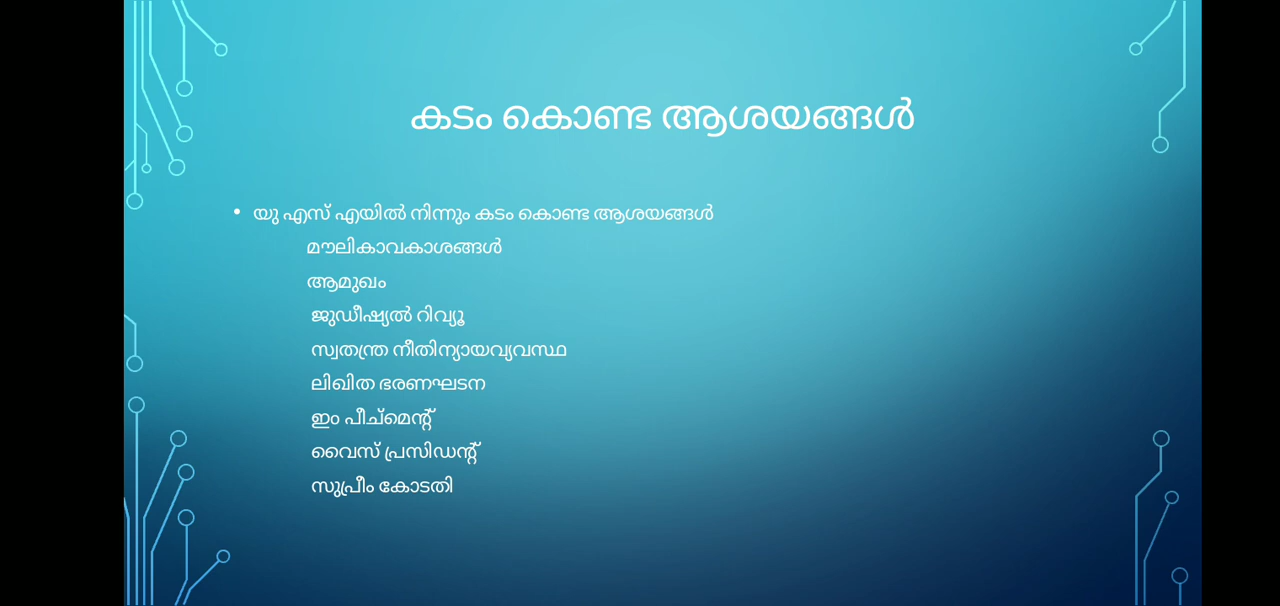 കടം കൊണ്ട ആശയങ്ങൾ
• യു എസ് എയിൽ നിന്നും കടം കൊണ്ട ആശയങ്ങൾ
മൗലികാവകാശങ്ങൾ
ആമുഖം
ജുഡീഷ്യൽ റിവ്യൂ
സ്വതന്ത്ര നീതിന്യായവ്യവസ്ഥ
ലിഖിത ഭരണഘടന
ഇം പീച്മെന്റ്
വൈസ് പ്രസിഡന്റ്
സുപ്രീം കോടതി